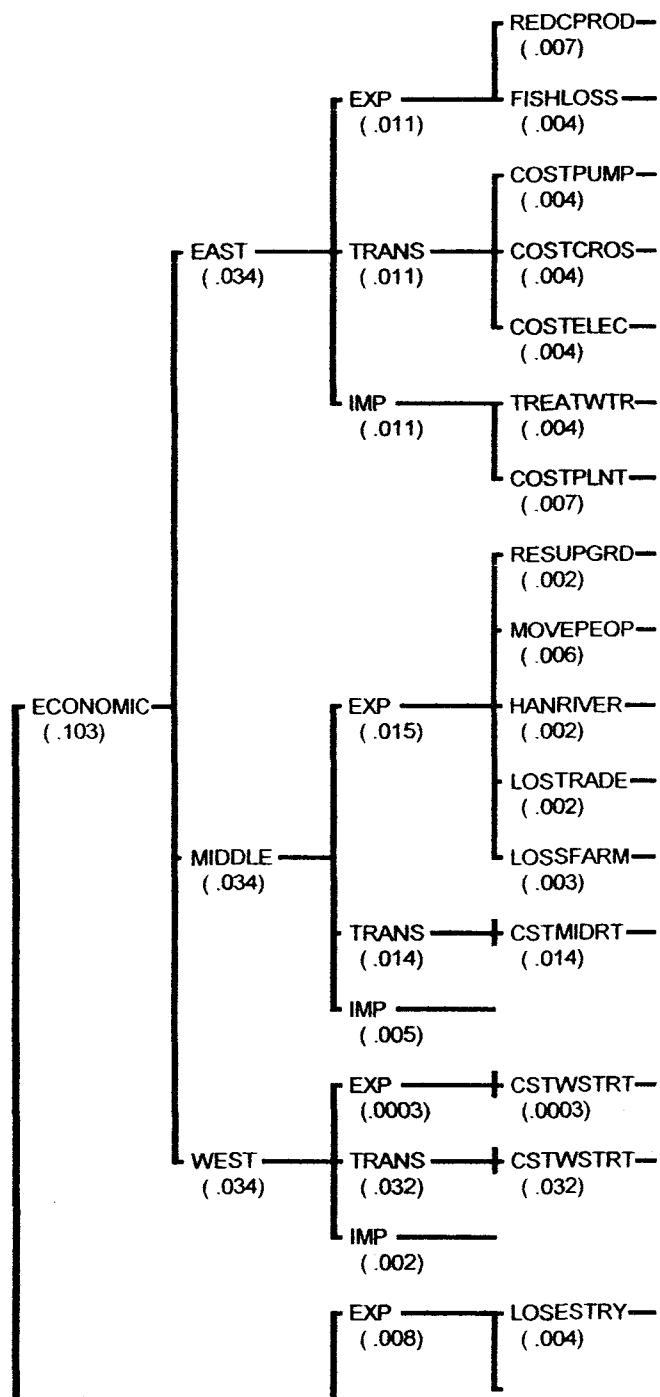 REDCPROD
( .007)
EXP
( .011)
FISHLOSS
( .004)
COSTPUMP
( .004)
EAST
( .034)
TRANS
( .011)
COSTCROS
( .004)
COSTELEC
( .004)
IMP
( .011)
TREATWTR
( .004)
COSTPLNT
( .007)
RESUPGRD
( .002)
MOVEPEOP
( .006)
ECONOMIC
( .103)
EXP
( .015)
HANRIVER
( .002)
LOSTRADE
( .002)
MIDDLE
( .034)
LOSSFARM
( .003)
TRANS
( .014)
CSTMIDRT
( .014)
IMP
( .005)
EXP
(.0003)
CSTWSTRT
(.0003)
WEST
( .034)
TRANS
( .032)
CSTWSTRT
( .032)
IMP
( .002)
EXP
( .008)
LOSESTRY
( .004)